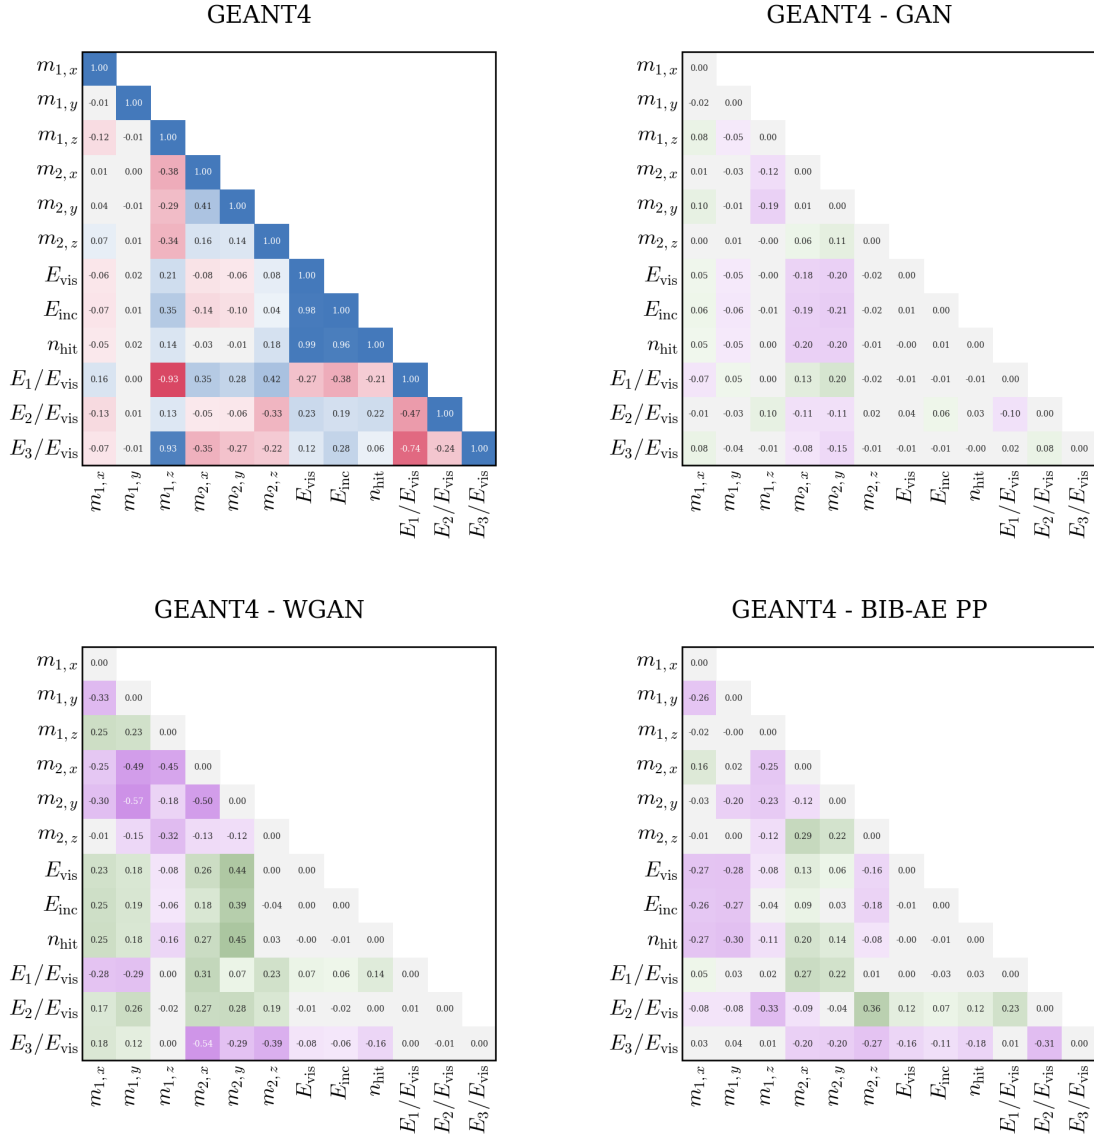 GEANT4
m1,x 1.00
m1,y -0.01 1.00
m1,z -0.12 -0.01 1.00
m2,x 0.01 0.00 -0.38 1.00
m2,y 0.04 -0.01 -0.29 0.41 1.00
m2,z 0.07 0.01 -0.34 0.16 0.14 1.00
Evis -0.06 0.02 0.21 -0.08 -0.06 0.08 1.00
Einc -0.07 0.01 0.35 -0.14 -0.10 0.04 0.98 1.00
nhit -0.05 0.02 0.14 -0.03 -0.01 0.18 0.99 0.96 1.00
E1/Evis 0.16 0.00 -0.93 0.35 0.28 0.42 -0.27 -0.38 -0.21 1.00
E2/Evis -0.13 0.01 0.13 -0.05 -0.06 -0.33 0.23 0.19 0.22 -0.47 1.00
E3/Evis -0.07 -0.01 0.93 -0.35 -0.27 -0.22 0.12 0.28 0.06 -0.74 -0.24 1.00
m1,x m1,y m1,z m2,x m2,y m2,z Evis Einc nhit E1/Evis E2/Evis E3/Evis
GEANT4 - GAN
m1,x 0.00
m1,y -0.02 0.00
m1,z 0.08 -0.05 0.00
m2,x 0.01 -0.03 -0.12 0.00
m2,y 0.10 -0.01 -0.19 0.01 0.00
m2,z 0.00 0.01 -0.00 0.06 0.11 0.00
Evis 0.05 -0.05 -0.00 -0.18 -0.20 -0.02 0.00
Einc 0.06 -0.06 -0.01 -0.19 -0.21 -0.02 0.01 0.00
nhit 0.05 -0.05 0.00 -0.20 -0.20 -0.01 -0.00 0.01 0.00
E1/Evis -0.07 0.05 0.00 0.13 0.20 -0.02 -0.01 -0.01 -0.01 0.00
E2/Evis -0.01 -0.03 0.10 -0.11 -0.11 0.02 0.04 0.06 0.03 -0.10 0.00
E3/Evis 0.08 -0.04 -0.01 -0.08 -0.15 -0.01 -0.01 -0.01 -0.00 0.02 0.08 0.00
m1,x m1,y m1,z m2,x m2,y m2,z Evis Einc nhit E1/Evis E2/Evis E3/Evis
GEANT4 - WGAN
m1,x 0.00
m1,y -0.33 0.00
m1,z 0.25 0.23 0.00
m2,x -0.25 -0.49 -0.45 0.00
m2,y -0.30 -0.57 -0.18 -0.50 0.00
m2,z -0.01 -0.15 -0.32 -0.13 -0.12 0.00
Evis 0.23 0.18 -0.08 0.26 0.44 0.00 0.00
Einc 0.25 0.19 -0.06 0.18 0.39 -0.04 0.00 0.00
nhit 0.25 0.18 -0.16 0.27 0.45 0.03 -0.00 -0.01 0.00
E1/Evis -0.28 -0.29 0.00 0.31 0.07 0.23 0.07 0.06 0.14 0.00
E2/Evis 0.17 0.26 -0.02 0.27 0.28 0.19 -0.01 -0.02 0.00 0.01 0.00
E3/Evis 0.18 0.12 0.00 -0.54 -0.29 -0.39 -0.08 -0.06 -0.16 0.00 -0.01 0.00
m1,x m1,y m1,z m2,x m2,y m2,z Evis Einc nhit E1/Evis E2/Evis E3/Evis
GEANT4 - BIB-AE PP
m1,x 0.00
m1,y -0.26 0.00
m1,z -0.02 -0.00 0.00
m2,x 0.16 0.02 -0.25 0.00
m2,y -0.03 -0.20 -0.23 -0.12 0.00
m2,z -0.01 0.00 -0.12 0.29 0.22 0.00
Evis -0.27 -0.28 -0.08 0.13 0.06 -0.16 0.00
Einc -0.26 -0.27 -0.04 0.09 0.03 -0.18 -0.01 0.00
nhit -0.27 -0.30 -0.11 0.20 0.14 -0.08 -0.00 -0.01 0.00
E1/Evis 0.05 0.03 0.02 0.27 0.22 0.01 0.00 -0.03 0.03 0.00
E2/Evis -0.08 -0.08 -0.33 -0.09 -0.04 0.36 0.12 0.07 0.12 0.23 0.00
E3/Evis 0.03 0.04 0.01 -0.20 -0.20 -0.27 -0.16 -0.11 -0.18 0.01 -0.31 0.00
m1,x m1,y m1,z m2,x m2,y m2,z Evis Einc nhit E1/Evis E2/Evis E3/Evis